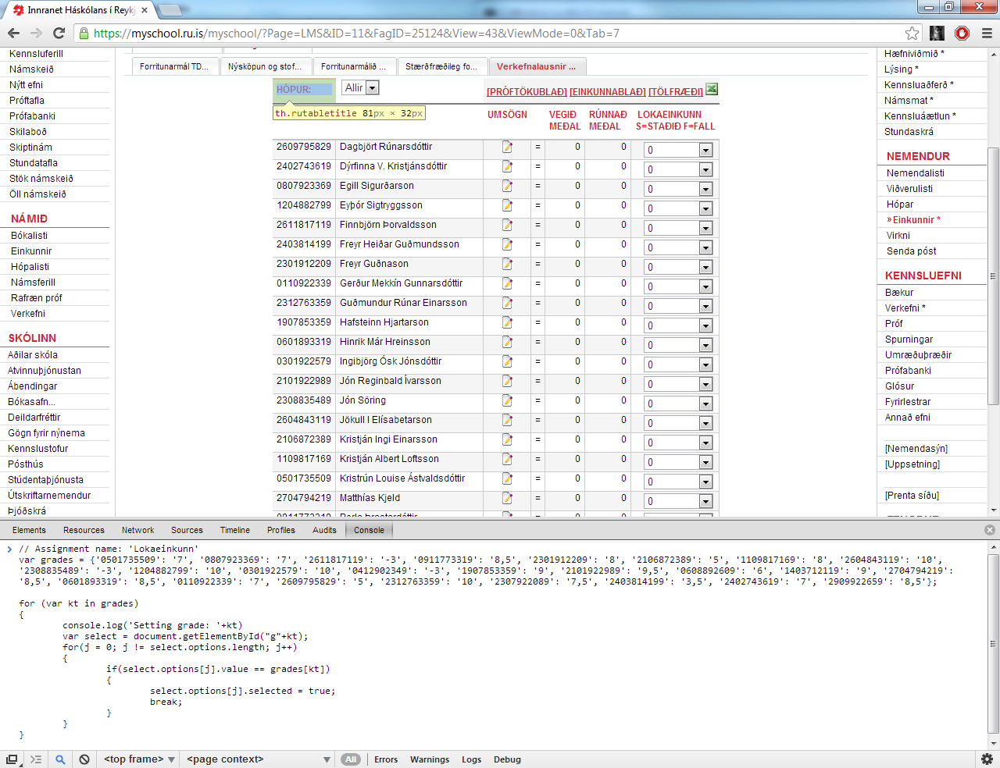 Innranet Háskólans í Reykj
https://myschool.ru.is/myschool/?Page=LMS&ID=11&FagID=25124&View=43&ViewMode=0&Tab=7
Kennsluferill
Námskeið
Nýtt efni
Próftafla
Prófabanki
Skilaboð
Skiptinám
Stundatafla
Stök námskeið
Öll námskeið
NÁMIÐ
Bókalisti
Einkunnir
Hópalisti
Námsferill
Rafræn próf
Verkefni
SKÓLINN
Aðilar skóla
Atvinnuþjónustan
Ábendingar
Bókasafn...
Deildarfréttir
Gögn fyrir nýnema
Kennslustofur
Pósthús
Stúdentaþjónusta
Útskriftarnemendur
Þjóðskrá
Forritunarmál TD... Nýsköpun og stof... Forritunarmálið ... Stærðfræðileg fo... Verkefnalausnir ...
HÓPUR: Allir [PRÓFTÖKUBLAÐ] [EINKUNNABLAÐ] [TÖLFRÆÐI]
th.rutabletitle 81px × 32px
UMSÖGN VEGIÐ MEÐAL RÚNNAÐ MEÐAL LOKAEINKUNN S=STAÐIÐ F=FALL
2609795829 Dagbjört Rúnarsdóttir = 0 0 0
2402743619 Dýrfinna V. Kristjánsdóttir = 0 0 0
0807923369 Egill Sigurðarson = 0 0 0
1204882799 Eyþór Sigtryggsson = 0 0 0
2611817119 Finnbjörn Þorvaldsson = 0 0 0
2403814199 Freyr Heiðar Guðmundsson = 0 0 0
2301912209 Freyr Guðnason = 0 0 0
0110922339 Gerður Mekkín Gunnarsdóttir = 0 0 0
2312763359 Guðmundur Rúnar Einarsson = 0 0 0
1907853359 Hafsteinn Hjartarson = 0 0 0
0601893319 Hinrik Már Hreinsson = 0 0 0
0301922579 Ingibjörg Ósk Jónsdóttir = 0 0 0
2101922989 Jón Reginbald Ívarsson = 0 0 0
2308835489 Jón Söring = 0 0 0
2604843119 Jökull I Elísabetarson = 0 0 0
2106872389 Kristján Ingi Einarsson = 0 0 0
1109817169 Kristján Albert Loftsson = 0 0 0
0501735509 Kristrún Louise Ástvaldsdóttir = 0 0 0
2704794219 Matthías Kjeld = 0 0 0
Hæfniviðmið *
Lýsing *
Kennsluaðferð *
Námsmat *
Kennsluáætlun *
Stundaskrá
NEMENDUR
Nemendalisti
Viðverulisti
Hópar
»Einkunnir *
Virkni
Senda póst
KENNSLUEFNI
Bækur
Verkefni *
Próf
Spurningar
Umræðuþræðir
Prófabanki
Glósur
Fyrirlestrar
Annað efni
[Nemendasýn]
[Uppsetning]
[Prenta síðu]
Elements Resources Network Sources Timeline Profiles Audits Console
// Assignment name: 'Lokaeinkunn'
var grades = {'0501735509': '7', '0807923369': '7', '2611817119': '-3', '0911773319': '8,5', '2301912209': '8', '2106872389': '5', '1109817169': '8', '2604843119': '10',
'2308835489': '-3', '1204882799': '10', '0301922579': '10', '0412902349': '-3', '1907853359': '9', '2101922989': '9,5', '0608892609': '6', '1403712119': '9', '2704794219':
'8,5', '0601893319': '8,5', '0110922339': '7', '2609795829': '5', '2312763359': '10', '2307922089': '7,5', '2403814199': '3,5', '2402743619': '7', '2909922659': '8,5'};
for (var kt in grades)
{
console.log('Setting grade: '+kt)
var select = document.getElementById("g"+kt);
for(j = 0; j != select.options.length; j++)
{
if(select.options[j].value == grades[kt])
{
select.options[j].selected = true;
break;
}
}
}
<top frame> <page context> All Errors Warnings Logs Debug